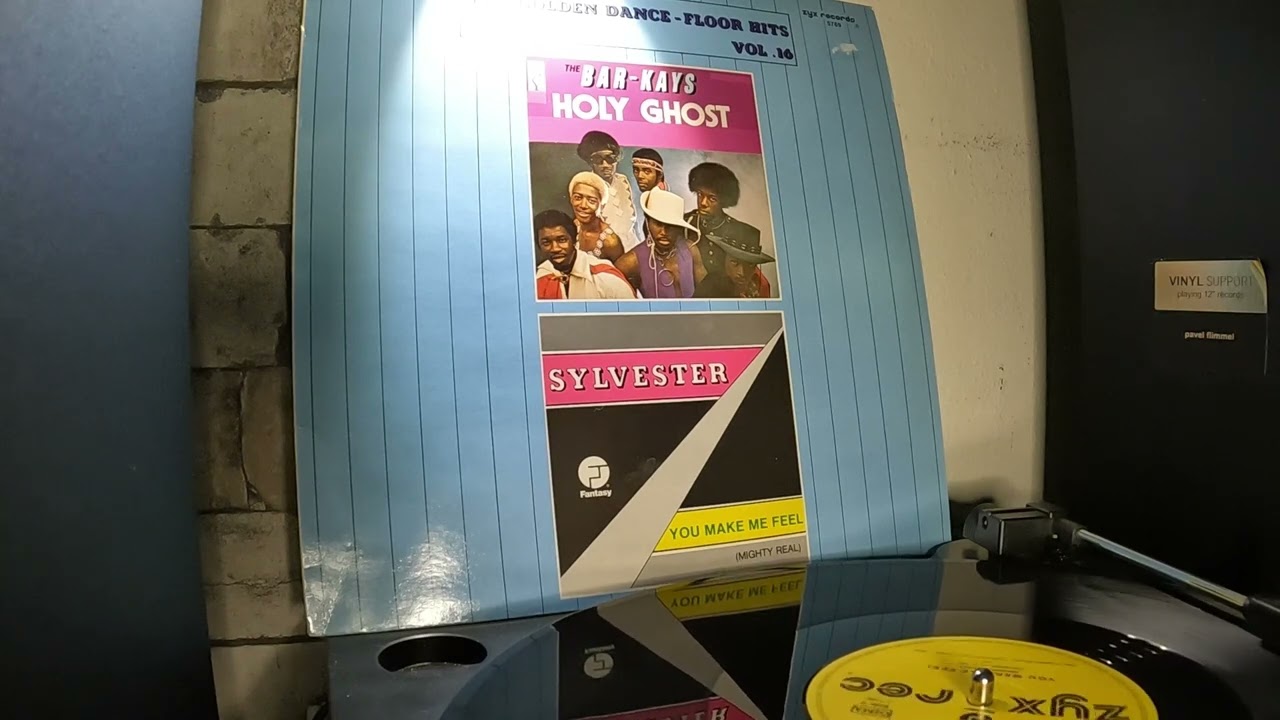 GOLDEN DANCE-FLOOR HITS
VOL .16
zyx records
5769
THE BAR-KAYS
HOLY GHOST
SYLVESTER
Fantasy
YOU MAKE ME FEEL
(MIGHTY REAL)
VINYL SUPPORT
playing 12" records
pavel flimmel
YOU MAKE ME FEEL
zyx rec